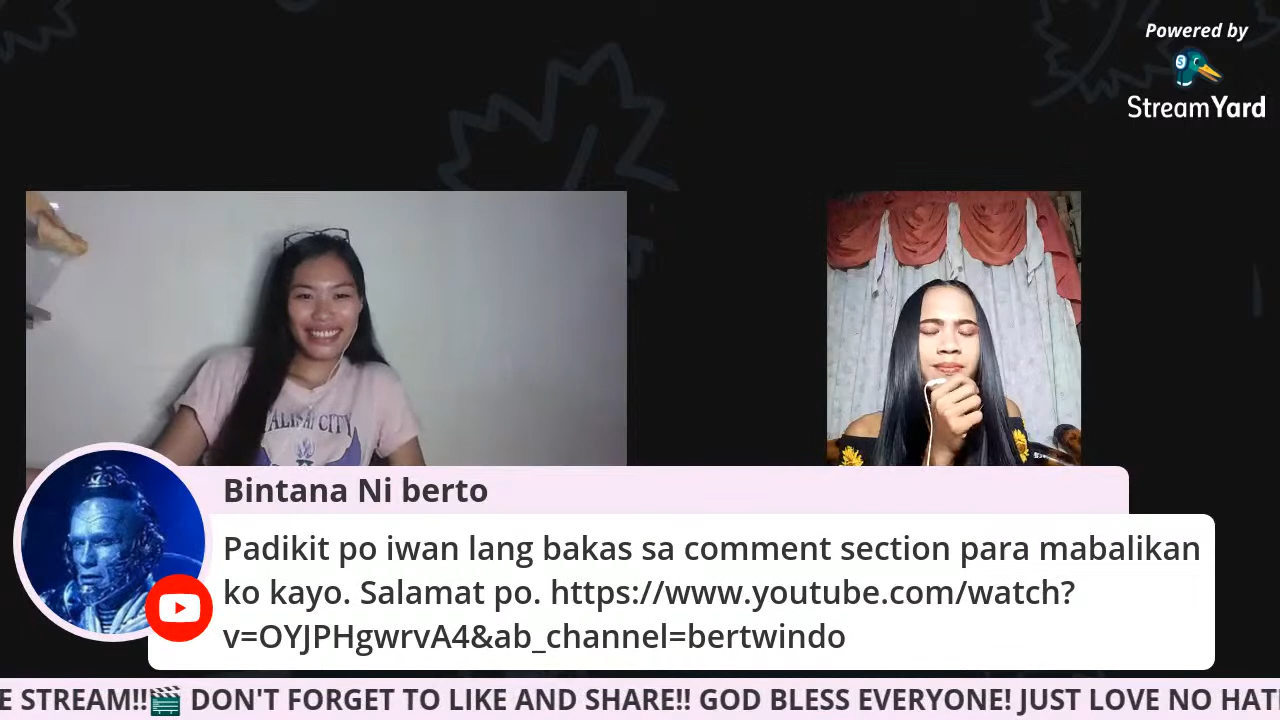 Powered by
StreamYard
CITY
Bintana Ni berto
Padikit po iwan lang bakas sa comment section para mabalikan
ko kayo. Salamat po. https://www.youtube.com/watch?
v=OYJPHgwrvA4&ab_channel=bertwindo
E STREAM!!🎬 DON'T FORGET TO LIKE AND SHARE!! GOD BLESS EVERYONE! JUST LOVE NO HAT